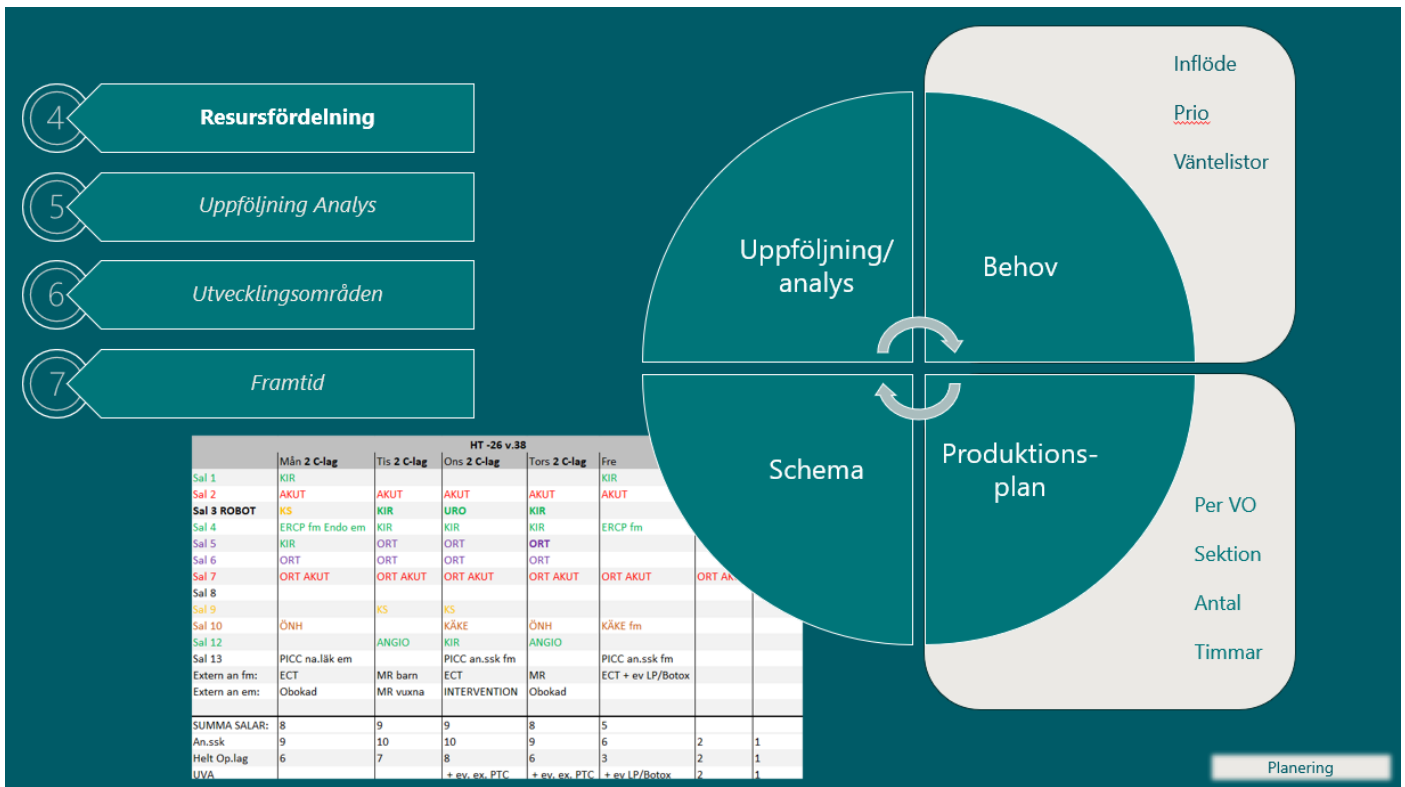 4
Resursfördelning
5
Uppföljning Analys
6
Utvecklingsområden
7
Framtid
Uppföljning/
analys
Behov
Schema
Produktions-
plan
Inflöde
Prio
Väntelistor
Per VO
Sektion
Antal
Timmar
HT -26 v.38
Mån 2 C-lag Tis 2 C-lag Ons 2 C-lag Tors 2 C-lag Fre
Sal 1 KIR KIR
Sal 2 AKUT AKUT AKUT AKUT AKUT
Sal 3 ROBOT KS KIR URO KIR
Sal 4 ERCP fm Endo em KIR KIR KIR ERCP fm
Sal 5 KIR ORT ORT ORT
Sal 6 ORT ORT ORT ORT
Sal 7 ORT AKUT ORT AKUT ORT AKUT ORT AKUT ORT AKUT ORT
Sal 8
Sal 9 KS KS
Sal 10 ÖNH KÄKE ÖNH KÄKE fm
Sal 12 ANGIO KIR ANGIO
Sal 13 PICC na.läk em PICC an.ssk fm PICC an.ssk fm
Extern an fm: ECT MR barn ECT MR ECT + ev LP/Botox
Extern an em: Obokad MR vuxna INTERVENTION Obokad
SUMMA SALAR: 8 9 9 8 5
An.ssk 9 10 10 9 6 2 1
Helt Op.lag 6 7 8 6 3 2 1
UVA + ev. ex. PTC + ev. ex. PTC + ev LP/Botox 2 1
Planering